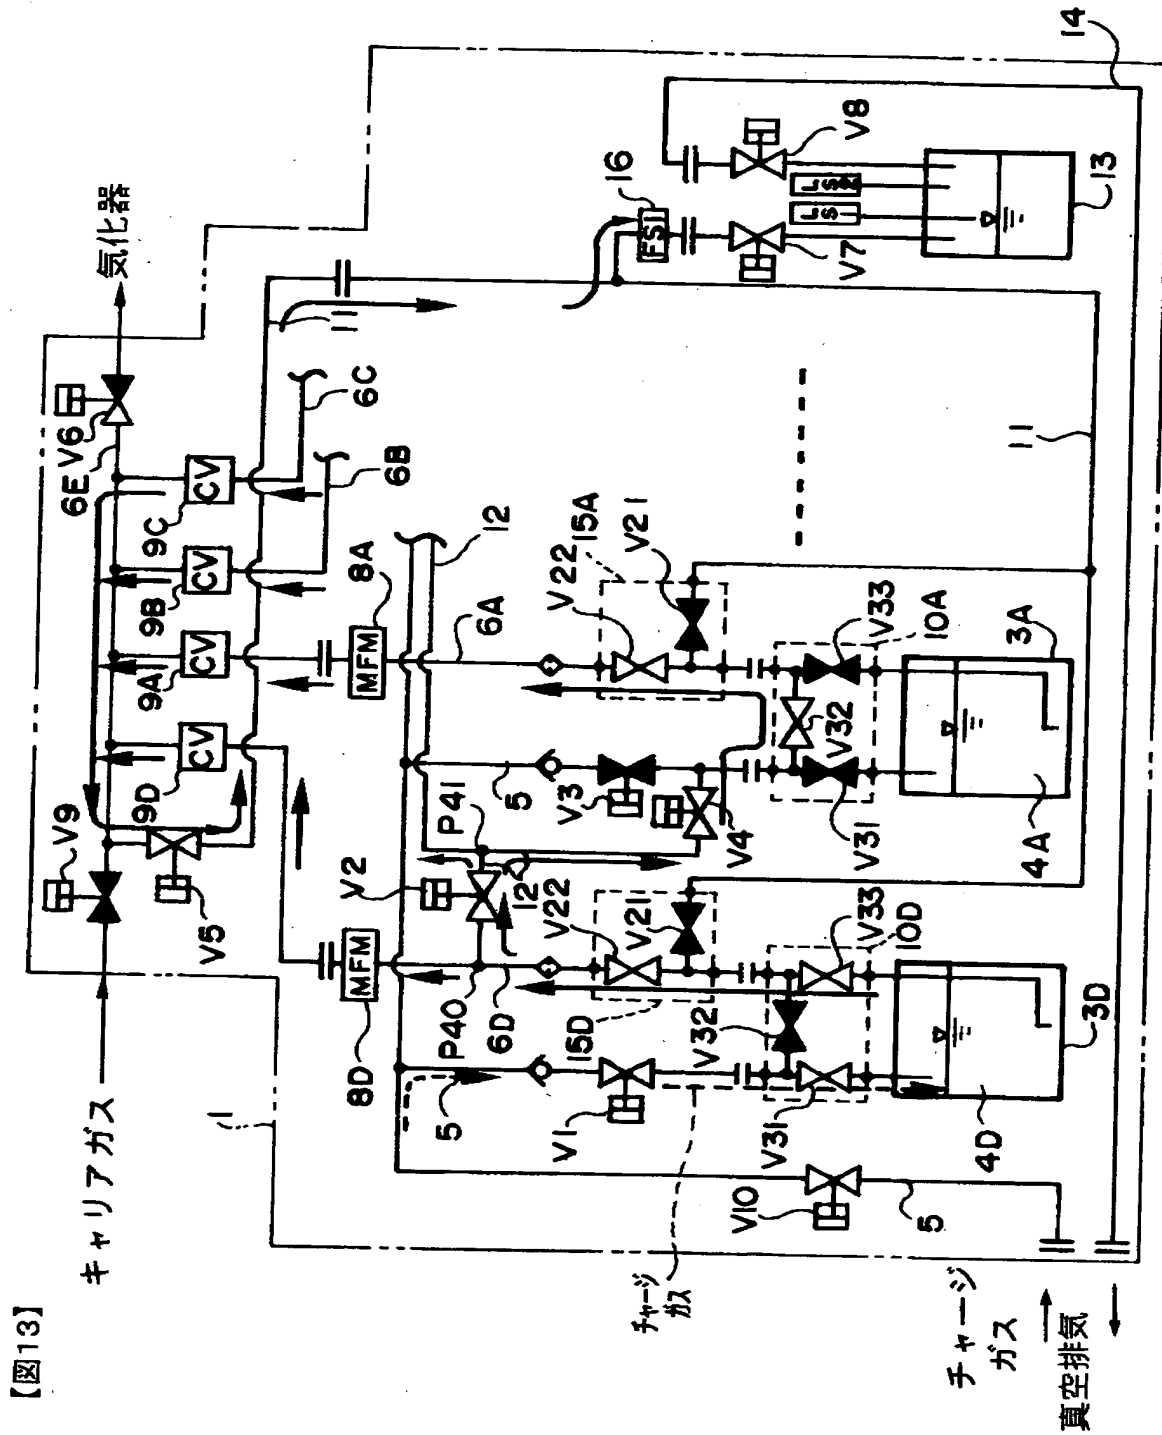 【図13】
キャリアガス
気化器
V9
V5
V6
6E
9D
9A
9B
9C
CV
CV
CV
CV
11
6C
6B
1
8D
MFM
8A
MFM
V2
P41
12
12
P40
6D
6A
5
5
V1
V3
V4
15D
V22
V21
15A
V22
V21
V32
V31
V33
10D
V32
V31
V33
10A
4D
3D
4A
3A
V10
5
チャージ
ガス
チャージ
ガス
真空排気
11
16
FSI
V7
V8
LS
LS2
13
14